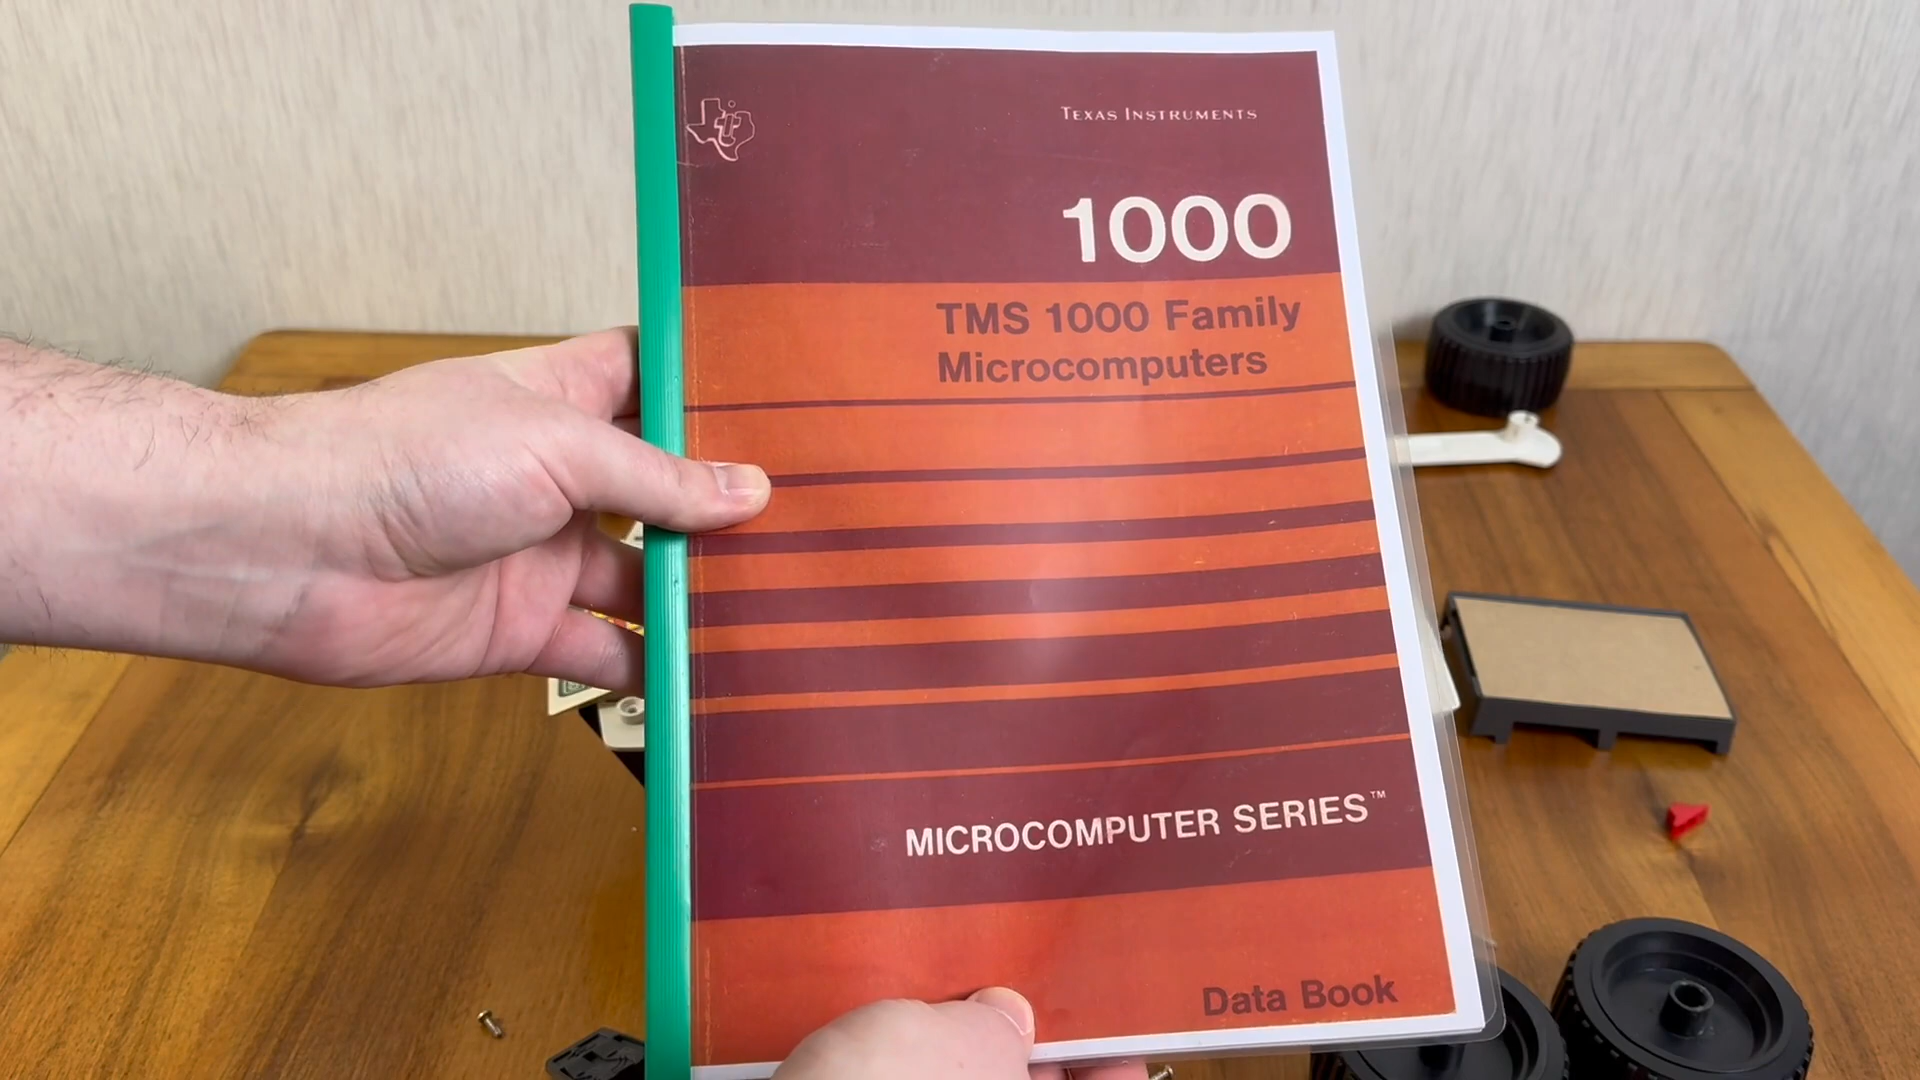 TEXAS INSTRUMENTS
1000
TMS 1000 Family
Microcomputers
MICROCOMPUTER SERIES™
Data Book